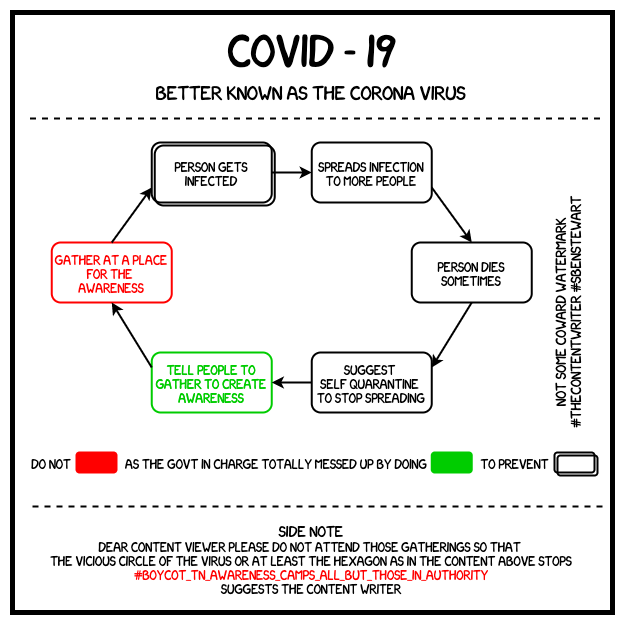 COVID - 19
BETTER KNOWN AS THE CORONA VIRUS
PERSON GETS
INFECTED
SPREADS INFECTION
TO MORE PEOPLE
PERSON DIES
SOMETIMES
SUGGEST
SELF QUARANTINE
TO STOP SPREADING
TELL PEOPLE TO
GATHER TO CREATE
AWARENESS
GATHER AT A PLACE
FOR THE
AWARENESS
NOT SOME COWARD WATERMARK
#THECONTENTWRITER #SBENSTEWART
DO NOT AS THE GOVT IN CHARGE TOTALLY MESSED UP BY DOING TO PREVENT
SIDE NOTE
DEAR CONTENT VIEWER PLEASE DO NOT ATTEND THOSE GATHERINGS SO THAT
THE VICIOUS CIRCLE OF THE VIRUS OR AT LEAST THE HEXAGON AS IN THE CONTENT ABOVE STOPS
#BOYCOT_TN_AWARENESS_CAMPS_ALL_BUT_THOSE_IN_AUTHORITY
SUGGESTS THE CONTENT WRITER